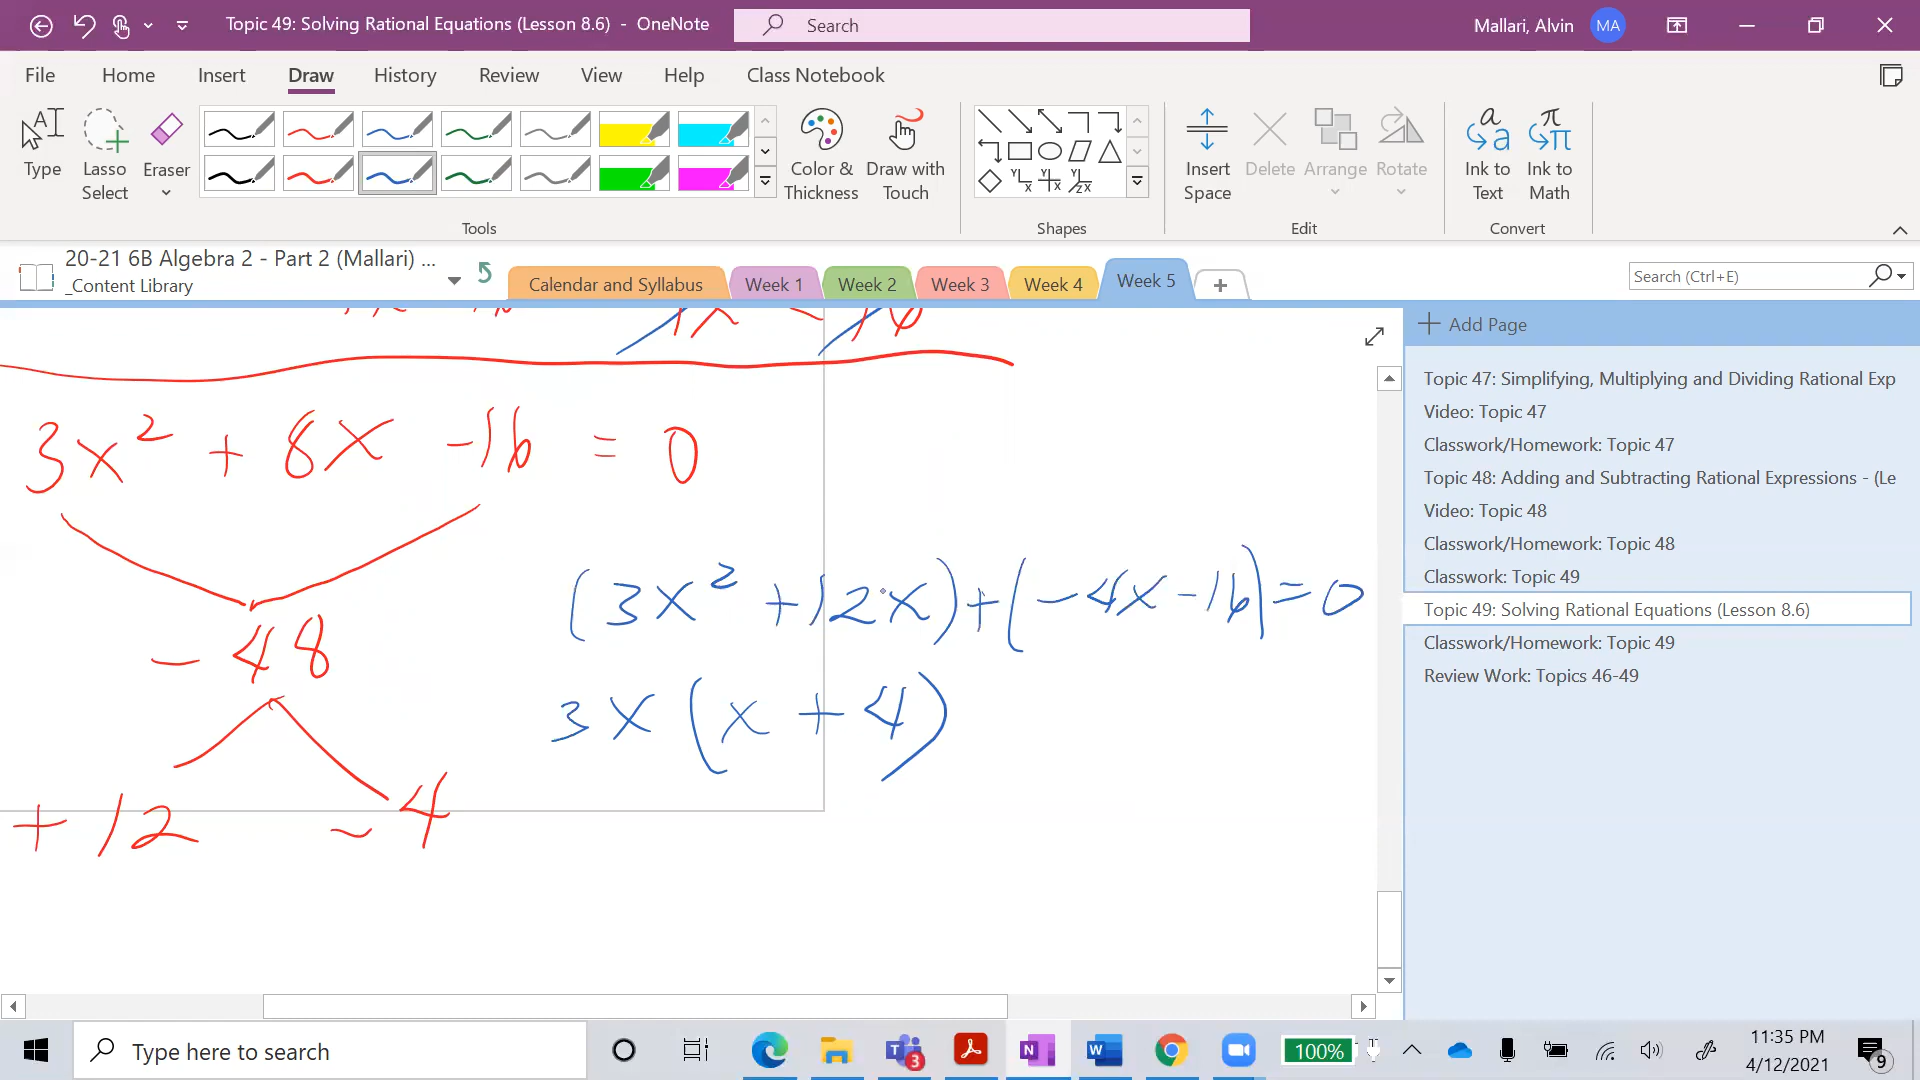 Topic 49: Solving Rational Equations (Lesson 8.6) - OneNote
Search
Mallari, Alvin
MA
File Home Insert Draw History Review View Help Class Notebook
Type
Lasso Select
Eraser
Color & Thickness
Draw with Touch
Insert Space
Delete
Arrange
Rotate
Ink to Text
Ink to Math
Tools
Shapes
Edit
Convert
20-21 6B Algebra 2 - Part 2 (Mallari) ...
_Content Library
Calendar and Syllabus
Week 1
Week 2
Week 3
Week 4
Week 5
+
Search (Ctrl+E)
Add Page
Topic 47: Simplifying, Multiplying and Dividing Rational Exp
Video: Topic 47
Classwork/Homework: Topic 47
Topic 48: Adding and Subtracting Rational Expressions - (Le
Video: Topic 48
Classwork/Homework: Topic 48
Classwork: Topic 49
Topic 49: Solving Rational Equations (Lesson 8.6)
Classwork/Homework: Topic 49
Review Work: Topics 46-49
3x² + 8x -16 = 0
(3x² +12x)+(-4x-16)=0
-48
3x(x + 4)
+12 -4
Type here to search
100%
11:35 PM
4/12/2021
3
9